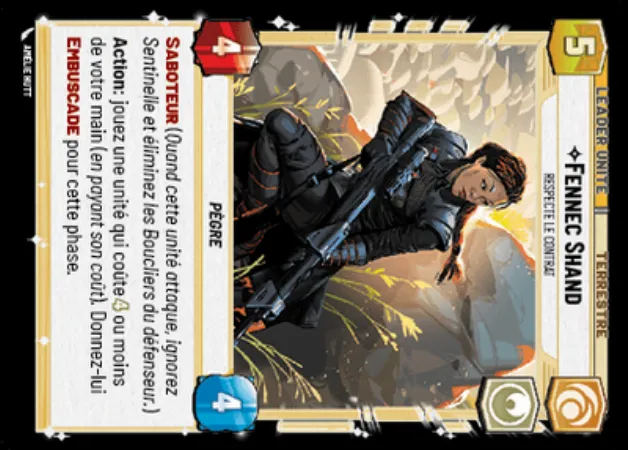 5
LEADER UNITÉ
TERRESTRE
FENNEC SHAND
RESPECTE LE CONTRAT
4
PÈGRE
4
SABOTEUR (Quand cette unité attaque, ignorez
Sentinelle et éliminez les Boucliers du défenseur.)
Action: jouez une unité qui coûte 4 ou moins
de votre main (en payant son coût). Donnez-lui
EMBUSCADE pour cette phase.
AMÉLIE HUTT